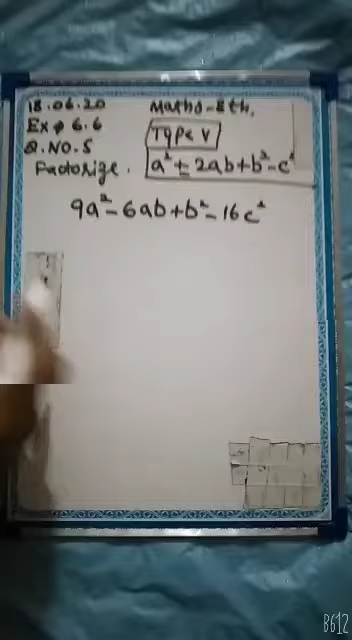 18.06.20 Maths-8th.
Ex 6.6 Type V
Q.NO.5
Factorize. a² ± 2ab + b² - c²
9a² - 6ab + b² - 16c²
B612